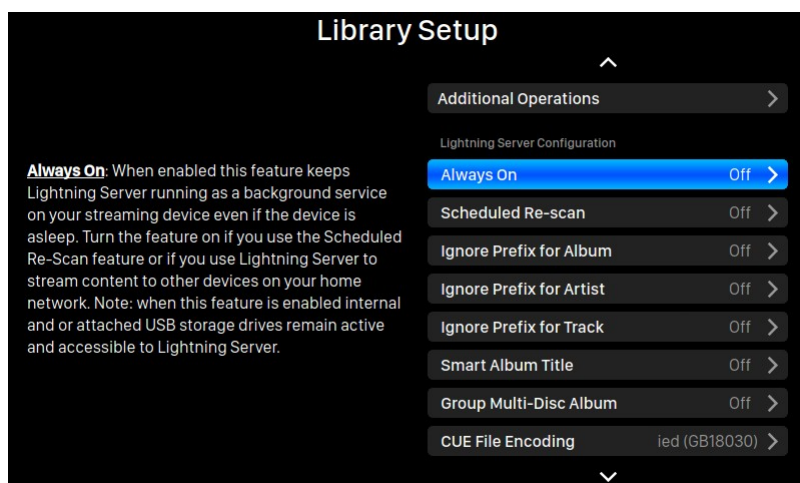 Library Setup
Additional Operations
Lightning Server Configuration
Always On: When enabled this feature keeps
Lightning Server running as a background service
on your streaming device even if the device is
asleep. Turn the feature on if you use the Scheduled
Re-Scan feature or if you use Lightning Server to
stream content to other devices on your home
network. Note: when this feature is enabled internal
and or attached USB storage drives remain active
and accessible to Lightning Server.
Always On Off
Scheduled Re-scan Off
Ignore Prefix for Album Off
Ignore Prefix for Artist Off
Ignore Prefix for Track Off
Smart Album Title Off
Group Multi-Disc Album Off
CUE File Encoding ied (GB18030)